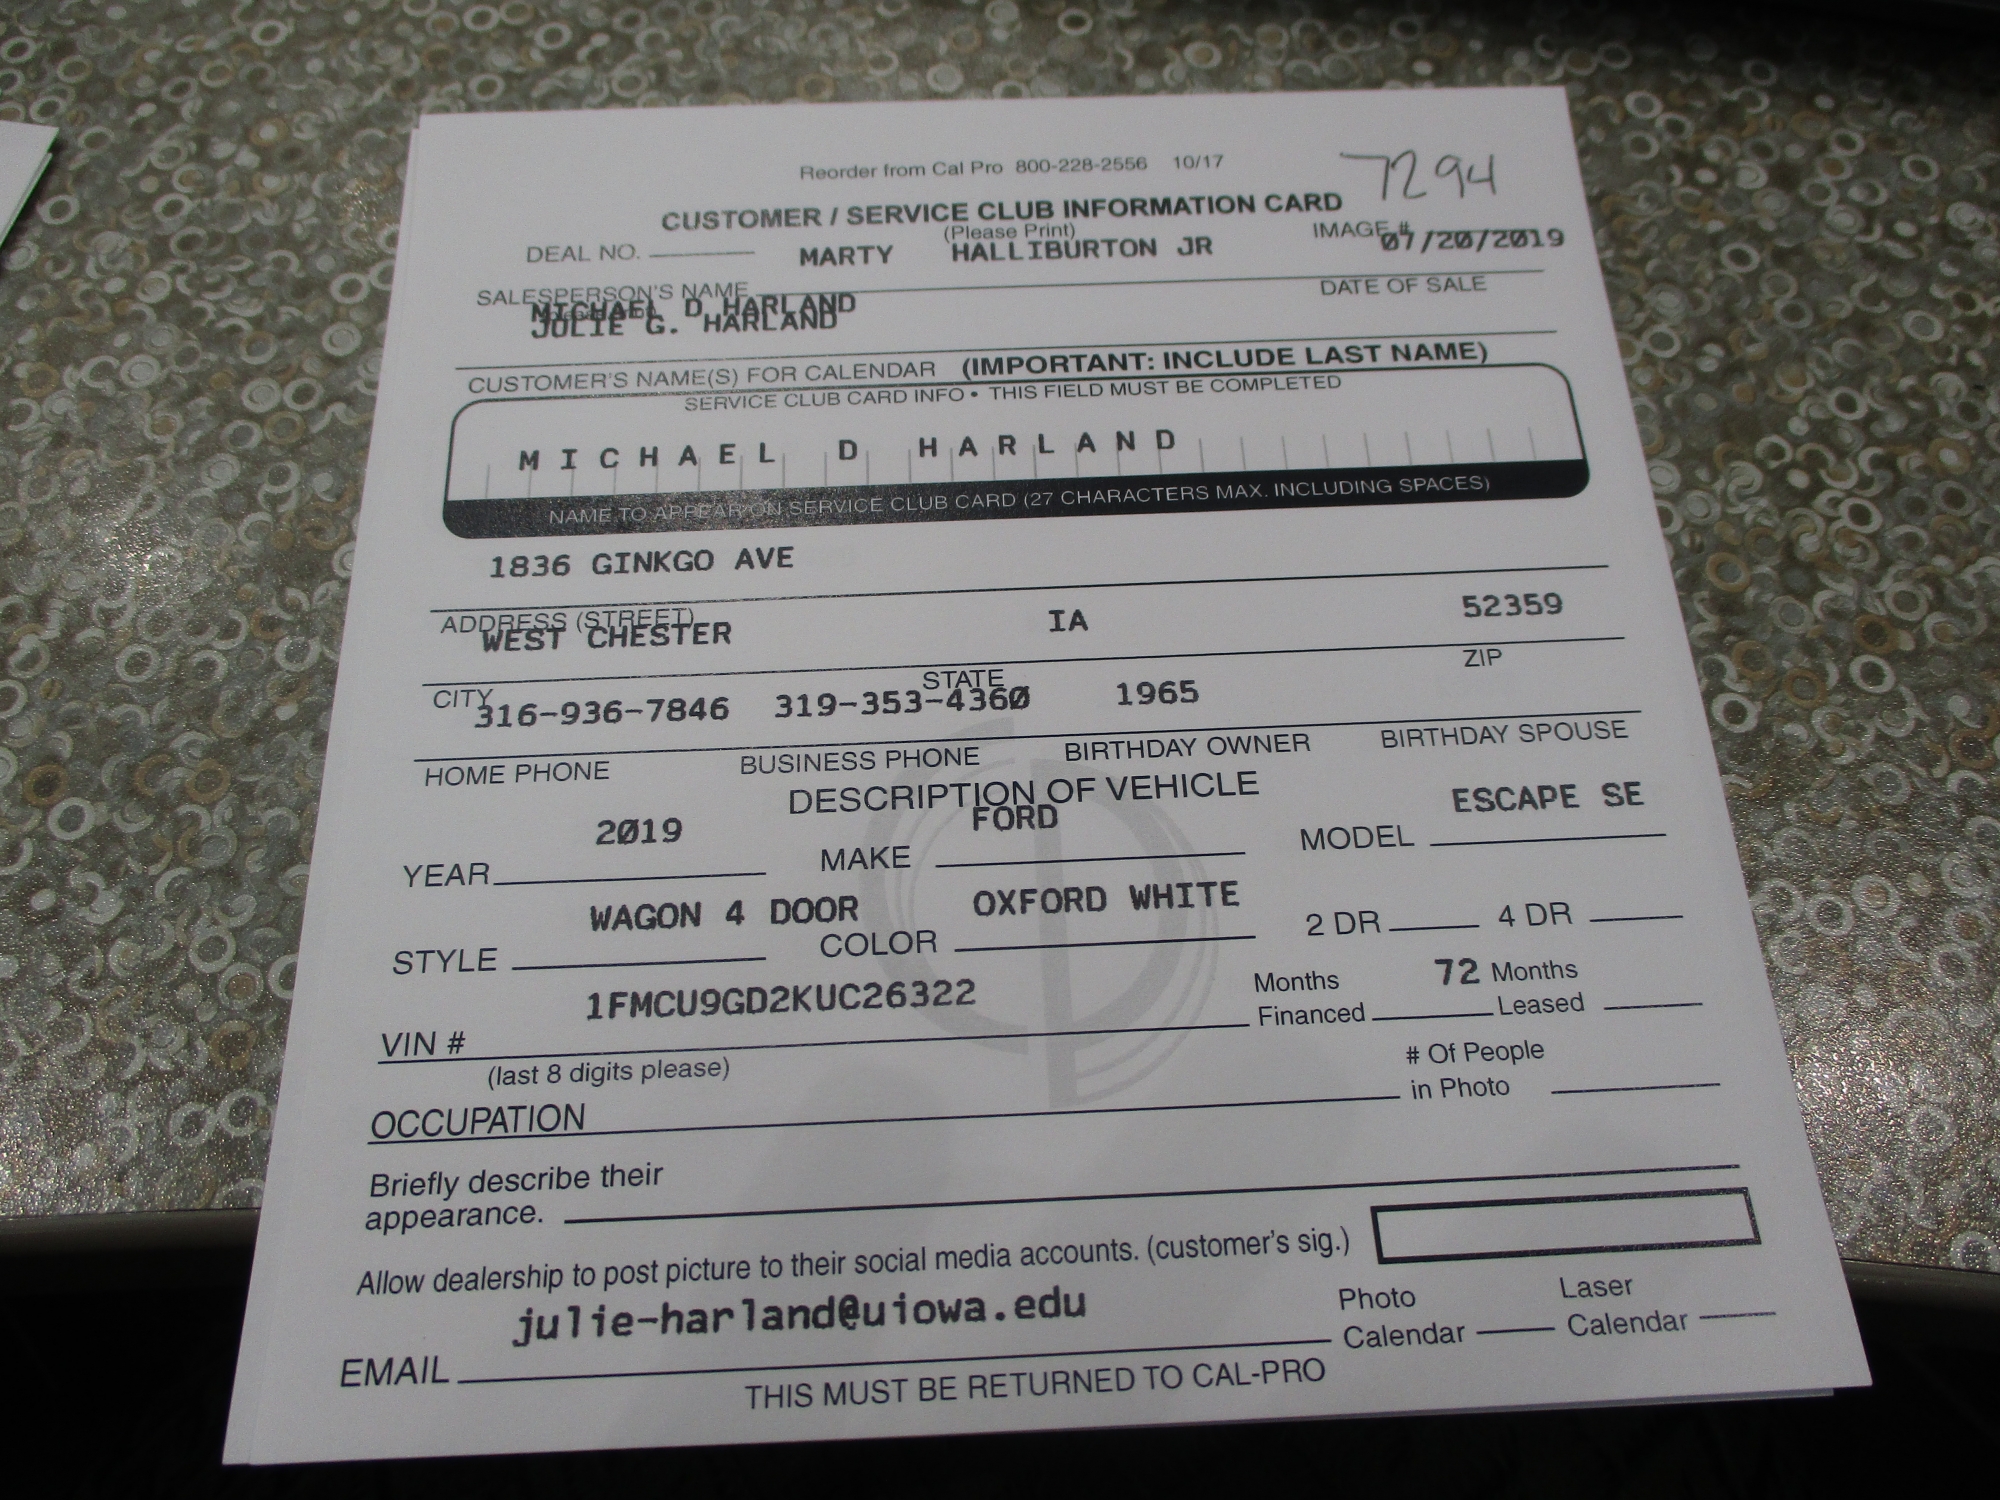 Reorder from Cal Pro 800-228-2556 10/17
7294
CUSTOMER / SERVICE CLUB INFORMATION CARD
(Please Print)
DEAL NO. MARTY HALLIBURTON JR IMAGE # 07/20/2019
SALESPERSON'S NAME DATE OF SALE
MICHAEL D HARLAND
JULIE G. HARLAND
CUSTOMER'S NAME(S) FOR CALENDAR (IMPORTANT: INCLUDE LAST NAME)
SERVICE CLUB CARD INFO • THIS FIELD MUST BE COMPLETED
MICHAEL D HARLAND
NAME TO APPEAR ON SERVICE CLUB CARD (27 CHARACTERS MAX. INCLUDING SPACES)
1836 GINKGO AVE
ADDRESS (STREET)
WEST CHESTER IA 52359
CITY STATE ZIP
316-936-7846 319-353-4360 1965
HOME PHONE BUSINESS PHONE BIRTHDAY OWNER BIRTHDAY SPOUSE
DESCRIPTION OF VEHICLE
YEAR 2019 MAKE FORD MODEL ESCAPE SE
STYLE WAGON 4 DOOR COLOR OXFORD WHITE 2 DR 4 DR
VIN # 1FMCU9GD2KUC26322 Months Financed 72 Months Leased
(last 8 digits please)
OCCUPATION # Of People in Photo
Briefly describe their
appearance.
Allow dealership to post picture to their social media accounts. (customer's sig.)
EMAIL julie-harland@uiowa.edu Photo Calendar Laser Calendar
THIS MUST BE RETURNED TO CAL-PRO